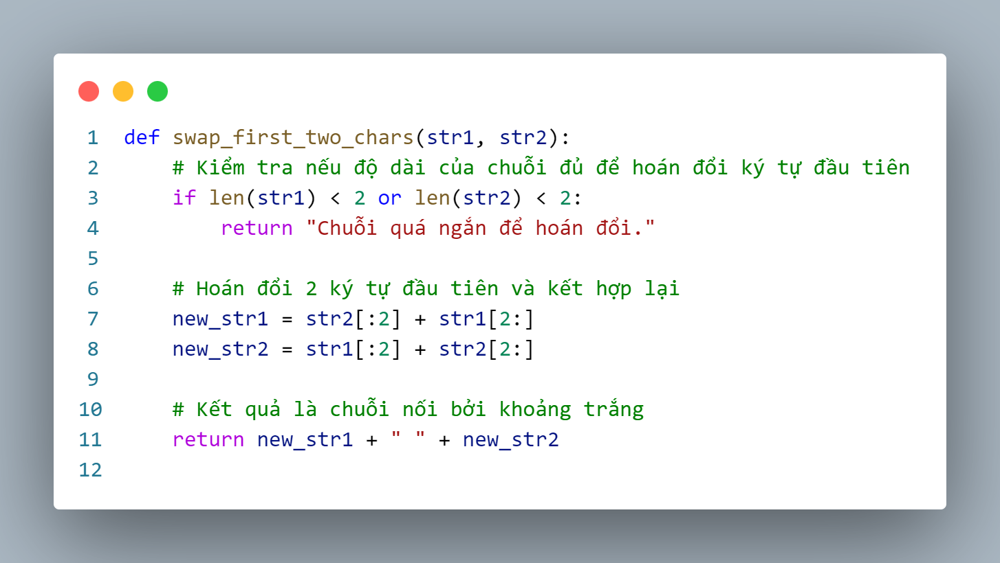 1 def swap_first_two_chars(str1, str2):
2     # Kiểm tra nếu độ dài của chuỗi đủ để hoán đổi ký tự đầu tiên
3     if len(str1) < 2 or len(str2) < 2:
4         return "Chuỗi quá ngắn để hoán đổi."
5
6     # Hoán đổi 2 ký tự đầu tiên và kết hợp lại
7     new_str1 = str2[:2] + str1[2:]
8     new_str2 = str1[:2] + str2[2:]
9
10     # Kết quả là chuỗi nối bởi khoảng trắng
11     return new_str1 + " " + new_str2
12